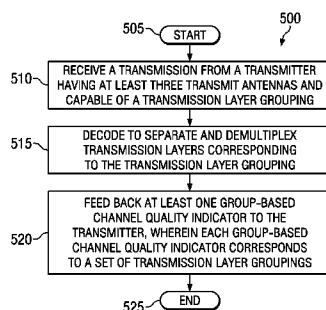 500
505
START
510
RECEIVE A TRANSMISSION FROM A TRANSMITTER
HAVING AT LEAST THREE TRANSMIT ANTENNAS AND
CAPABLE OF A TRANSMISSION LAYER GROUPING
515
DECODE TO SEPARATE AND DEMULTIPLEX
TRANSMISSION LAYERS CORRESPONDING
TO THE TRANSMISSION LAYER GROUPING
520
FEED BACK AT LEAST ONE GROUP-BASED
CHANNEL QUALITY INDICATOR TO THE
TRANSMITTER, WHEREIN EACH GROUP-BASED
CHANNEL QUALITY INDICATOR CORRESPONDS
TO A SET OF TRANSMISSION LAYER GROUPINGS
525
END